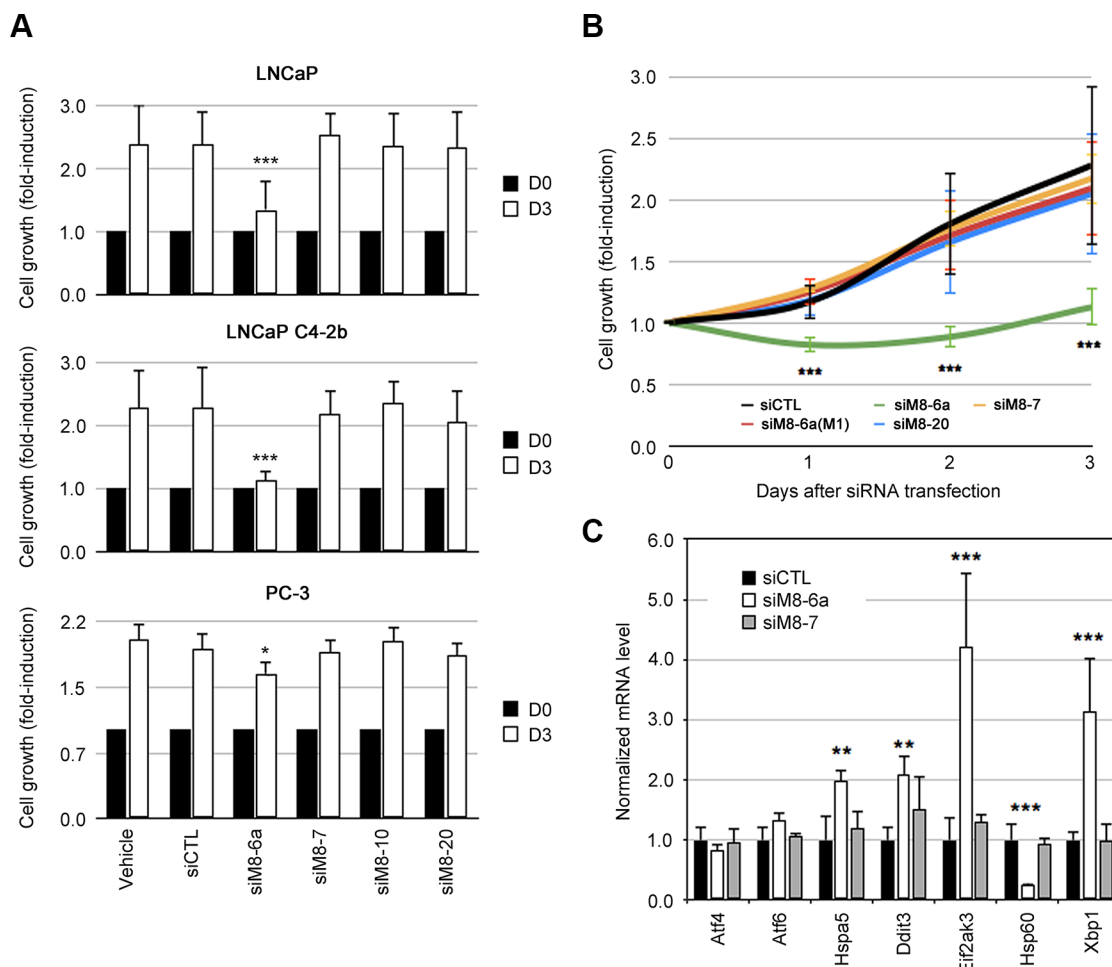 A
LNCaP
Cell growth (fold-induction)
3.0
2.0
1.0
0.0
***
D0
D3
LNCaP C4-2b
Cell growth (fold-induction)
3.0
2.0
1.0
0.0
***
D0
D3
PC-3
Cell growth (fold-induction)
2.2
1.5
0.7
0.0
*
D0
D3
Vehicle
siCTL
siM8-6a
siM8-7
siM8-10
siM8-20
B
Cell growth (fold-induction)
3.0
2.5
2.0
1.5
1.0
0.5
0.0
***
***
***
siCTL
siM8-6a
siM8-7
siM8-6a(M1)
siM8-20
0
1
2
3
Days after siRNA transfection
C
Normalized mRNA level
6.0
5.0
4.0
3.0
2.0
1.0
0.0
siCTL
siM8-6a
siM8-7
**
**
***
***
***
Atf4
Atf6
Hspa5
Ddit3
Eif2ak3
Hsp60
Xbp1